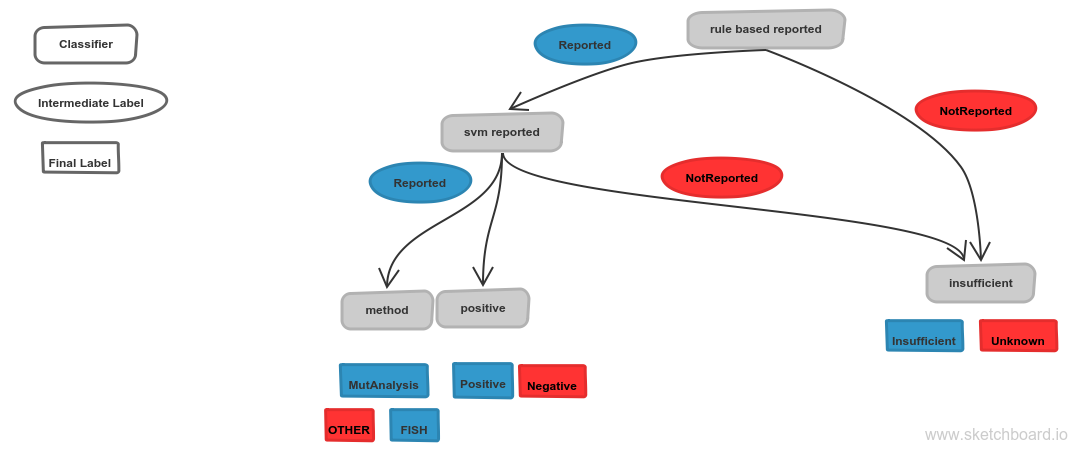 Classifier
Intermediate Label
Final Label
rule based reported
Reported
NotReported
svm reported
Reported
NotReported
method
positive
insufficient
MutAnalysis
OTHER
FISH
Positive
Negative
Insufficient
Unknown
www.sketchboard.io